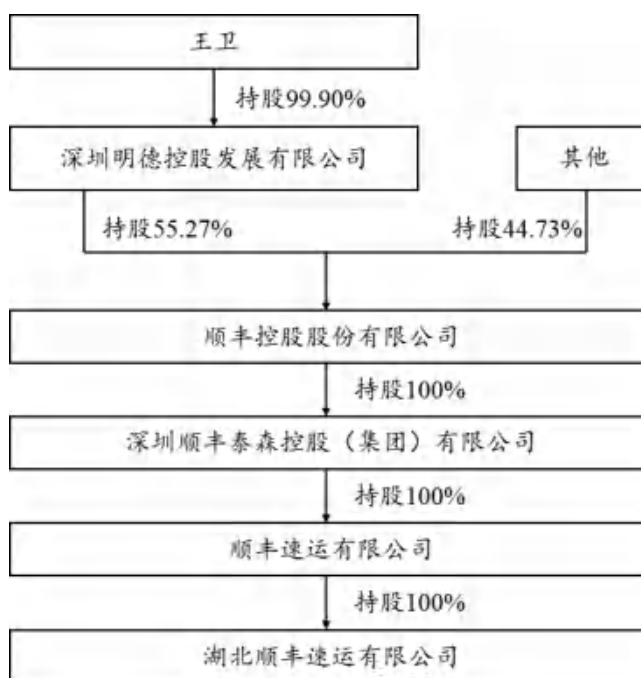 王卫
持股99.90%
深圳明德控股发展有限公司
其他
持股55.27%
持股44.73%
顺丰控股股份有限公司
持股100%
深圳顺丰泰森控股（集团）有限公司
持股100%
顺丰速运有限公司
持股100%
湖北顺丰速运有限公司